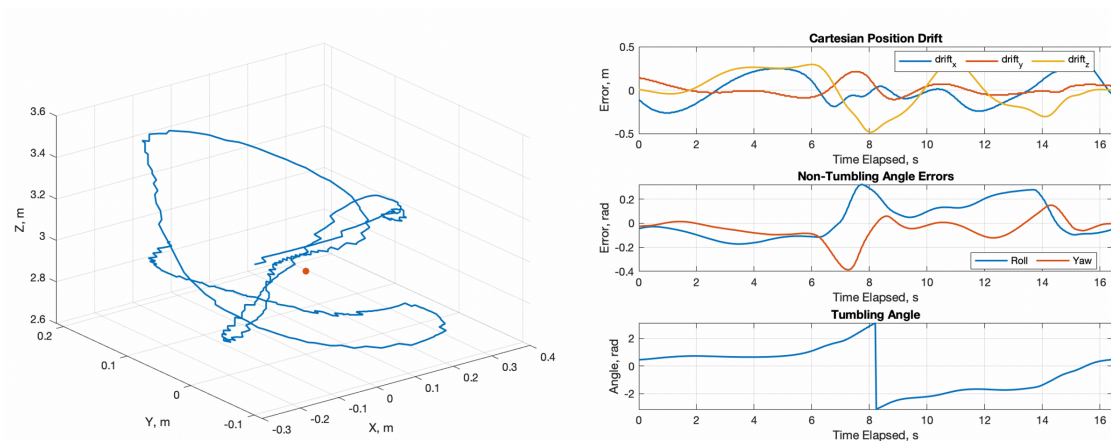 3.6
3.4
3.2
3
2.8
2.6
Z, m
0.2
0.1
0
-0.1
Y, m
-0.3
-0.2
-0.1
0
0.1
0.2
0.3
0.4
X, m
Cartesian Position Drift
0.5
0
-0.5
Error, m
drift_x drift_y drift_z
0 2 4 6 8 10 12 14 16
Time Elapsed, s
Non-Tumbling Angle Errors
0.2
0
-0.2
-0.4
Error, rad
Roll Yaw
0 2 4 6 8 10 12 14 16
Time Elapsed, s
Tumbling Angle
2
0
-2
Angle, rad
0 2 4 6 8 10 12 14 16
Time Elapsed, s